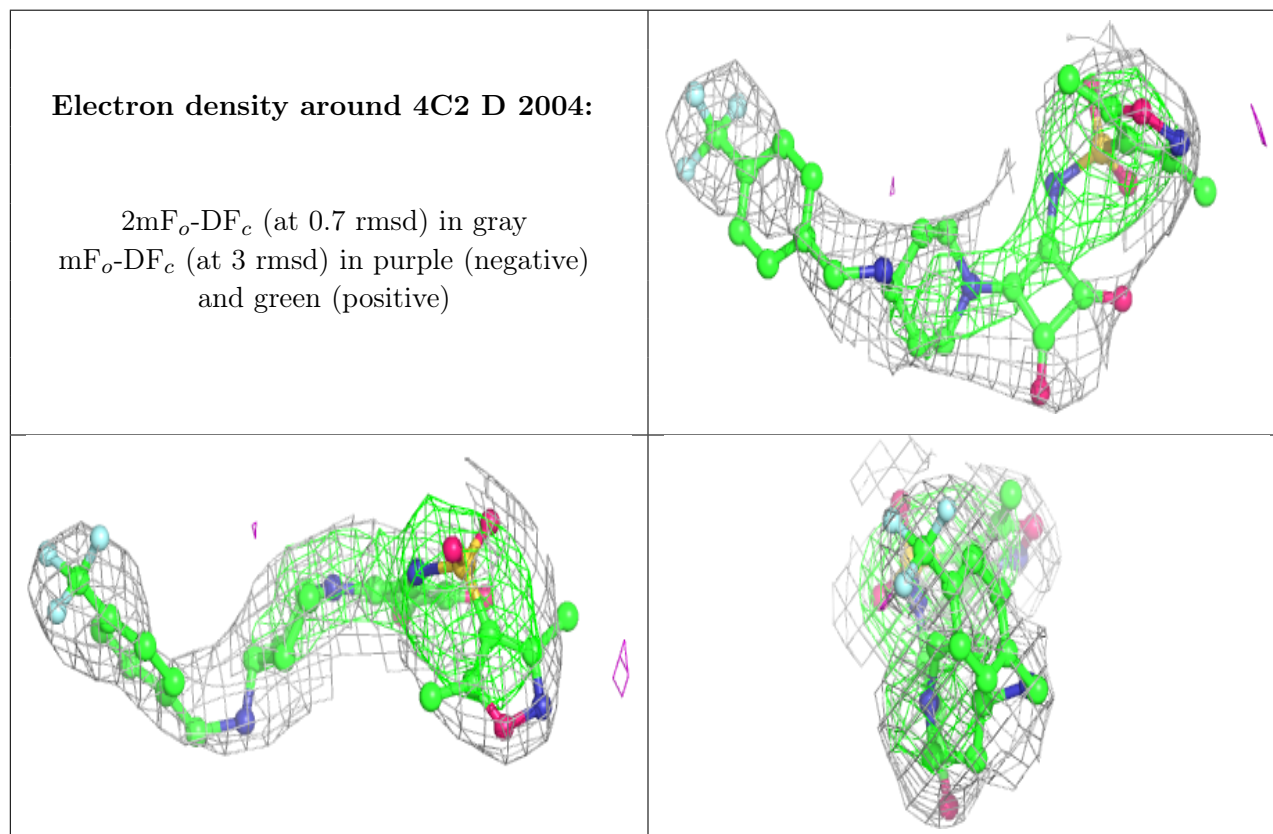 Electron density around 4C2 D 2004:
2mFₒ-DF𝑐 (at 0.7 rmsd) in gray
mFₒ-DF𝑐 (at 3 rmsd) in purple (negative)
and green (positive)